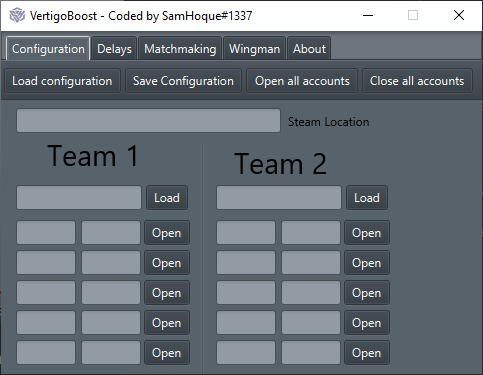 VertigoBoost - Coded by SamHoque#1337
Configuration Delays Matchmaking Wingman About
Load configuration Save Configuration Open all accounts Close all accounts
Steam Location
Team 1 Team 2
Load Load
Open Open
Open Open
Open Open
Open Open
Open Open